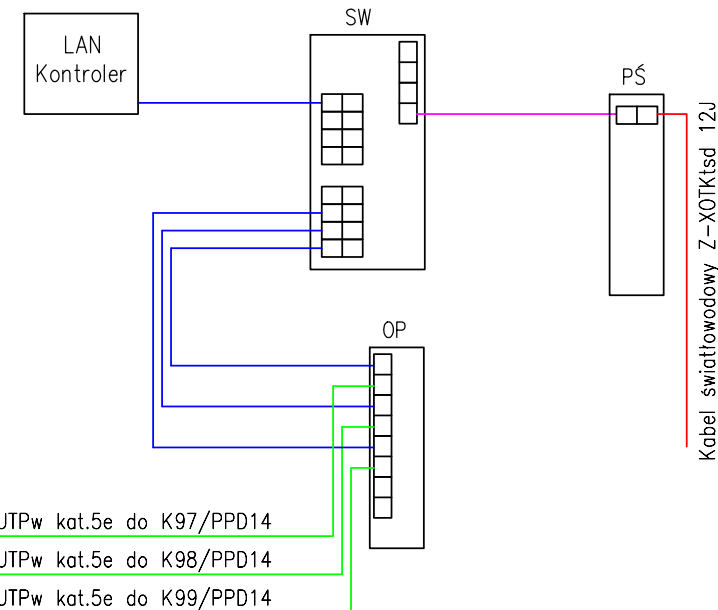 SW
LAN
Kontroler
PŚ
Kabel światłowodowy Z-XOTKtsd 12J
OP
UTPw kat.5e do K97/PPD14
UTPw kat.5e do K98/PPD14
UTPw kat.5e do K99/PPD14